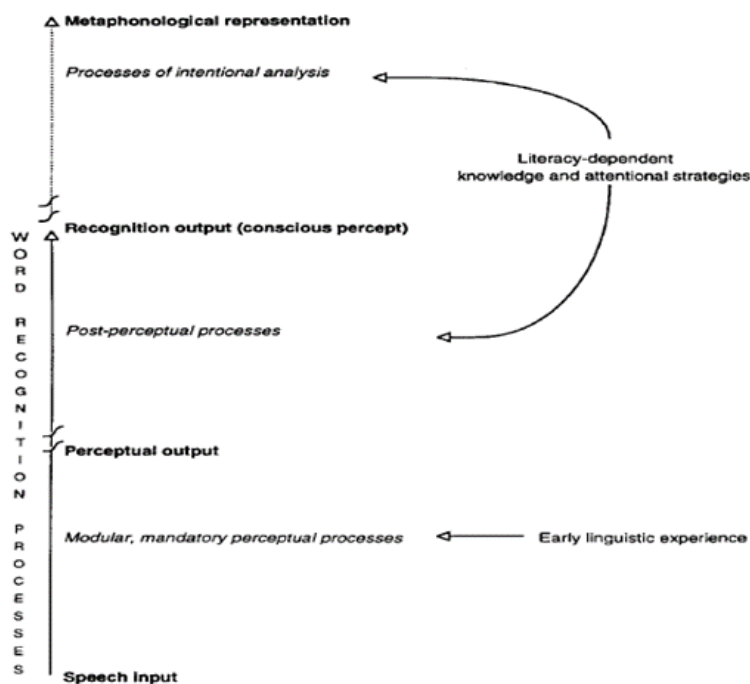 Metaphonological representation
Processes of intentional analysis
Literacy-dependent
knowledge and attentional strategies
Recognition output (conscious percept)
Post-perceptual processes
Perceptual output
Modular, mandatory perceptual processes
Early linguistic experience
Speech input
WORD RECOGNITION PROCESSES